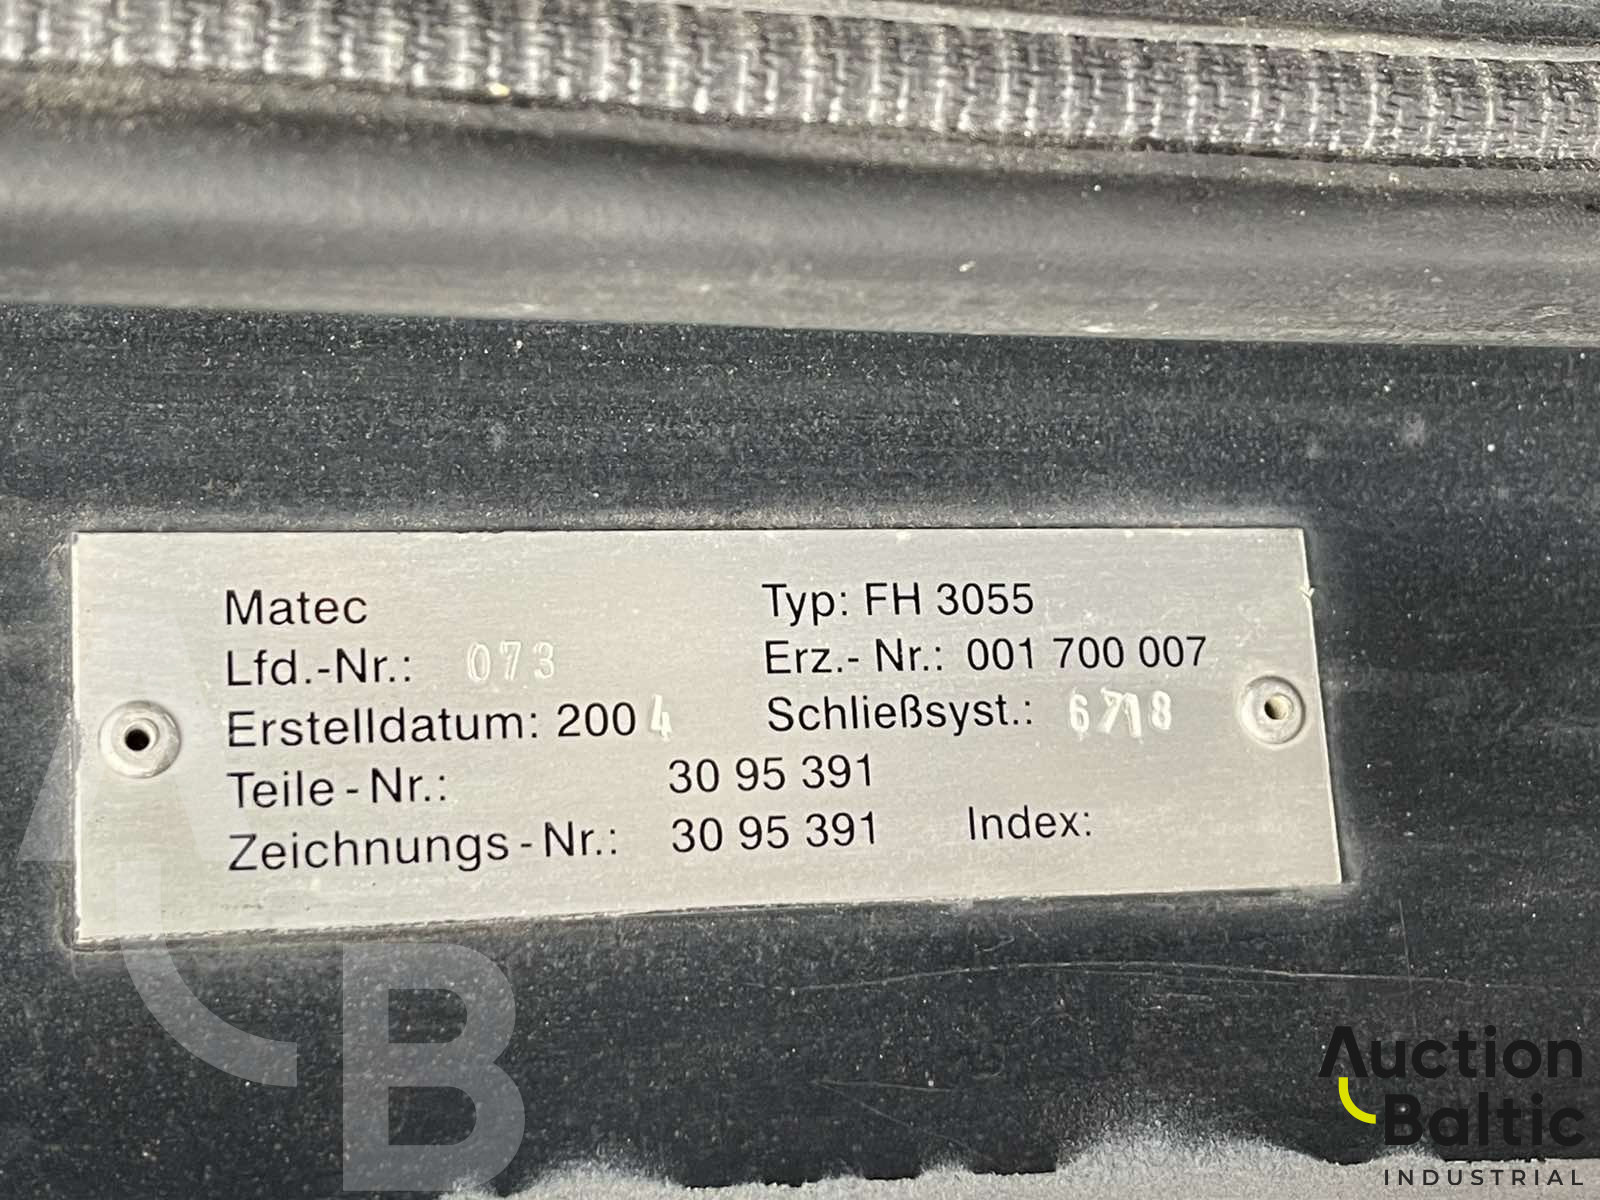 Matec Typ: FH 3055
Lfd.-Nr.: 073 Erz.- Nr.: 001 700 007
Erstelldatum: 2004 Schließsyst.: 6718
Teile - Nr.: 30 95 391
Zeichnungs - Nr.: 30 95 391 Index:
AB
Auction
Baltic
INDUSTRIAL